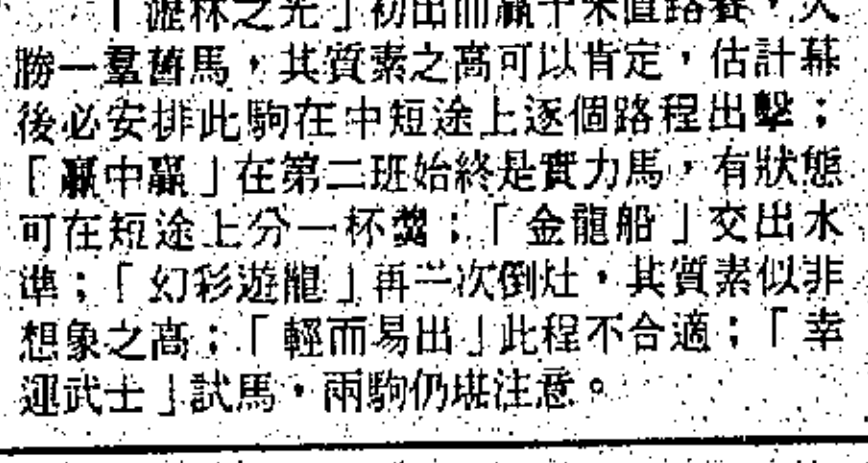 「瀝林之光」初出而贏千米直路賽，大
勝一羣舊馬，其質素之高可以肯定，估計幕
後必安排此駒在中短途上逐個路程出擊；
「贏中贏」在第二班始終是實力馬，有狀態
可在短途上分一杯羹；「金龍船」交出水
準；「幻彩遊龍」再一次倒灶，其質素似非
想象之高；「輕而易出」此程不合適；「幸
運武士」試馬，兩駒仍堪注意。